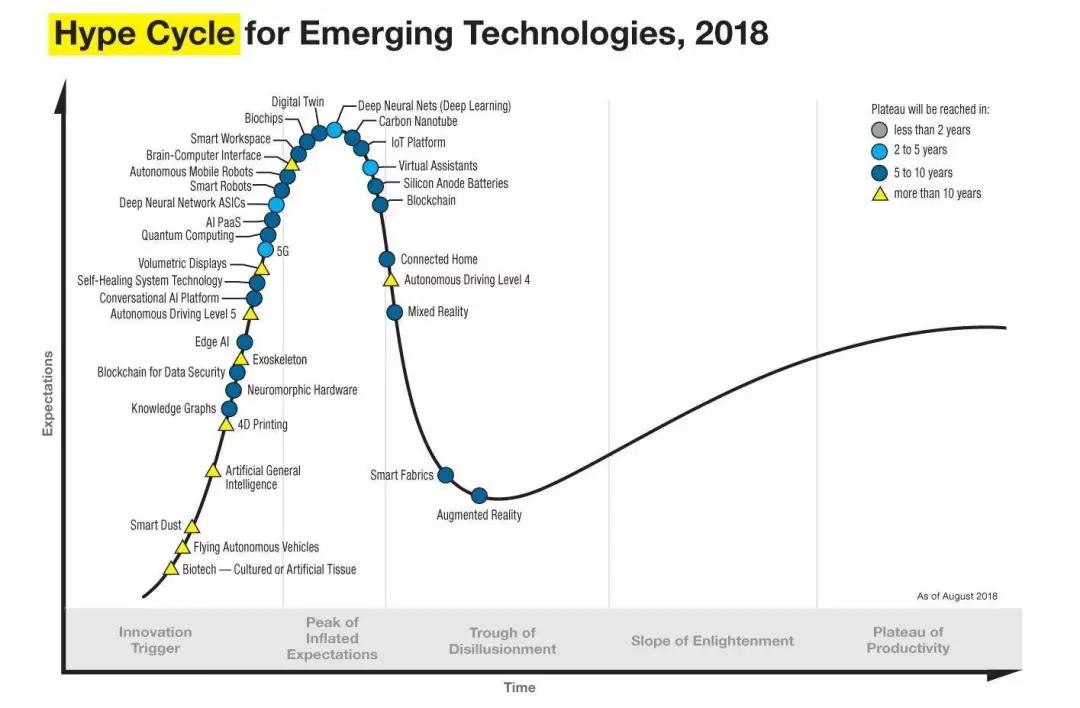 Hype Cycle for Emerging Technologies, 2018
Plateau will be reached in:
less than 2 years
2 to 5 years
5 to 10 years
more than 10 years
Expectations
Digital Twin
Biochips
Smart Workspace
Brain-Computer Interface
Autonomous Mobile Robots
Smart Robots
Deep Neural Network ASICs
AI PaaS
Quantum Computing
5G
Volumetric Displays
Self-Healing System Technology
Conversational AI Platform
Autonomous Driving Level 5
Edge AI
Exoskeleton
Blockchain for Data Security
Neuromorphic Hardware
Knowledge Graphs
4D Printing
Artificial General
Intelligence
Smart Dust
Flying Autonomous Vehicles
Biotech — Cultured or Artificial Tissue
Deep Neural Nets (Deep Learning)
Carbon Nanotube
IoT Platform
Virtual Assistants
Silicon Anode Batteries
Blockchain
Connected Home
Autonomous Driving Level 4
Mixed Reality
Smart Fabrics
Augmented Reality
As of August 2018
Innovation
Trigger
Peak of
Inflated
Expectations
Trough of
Disillusionment
Slope of Enlightenment
Plateau of
Productivity
Time